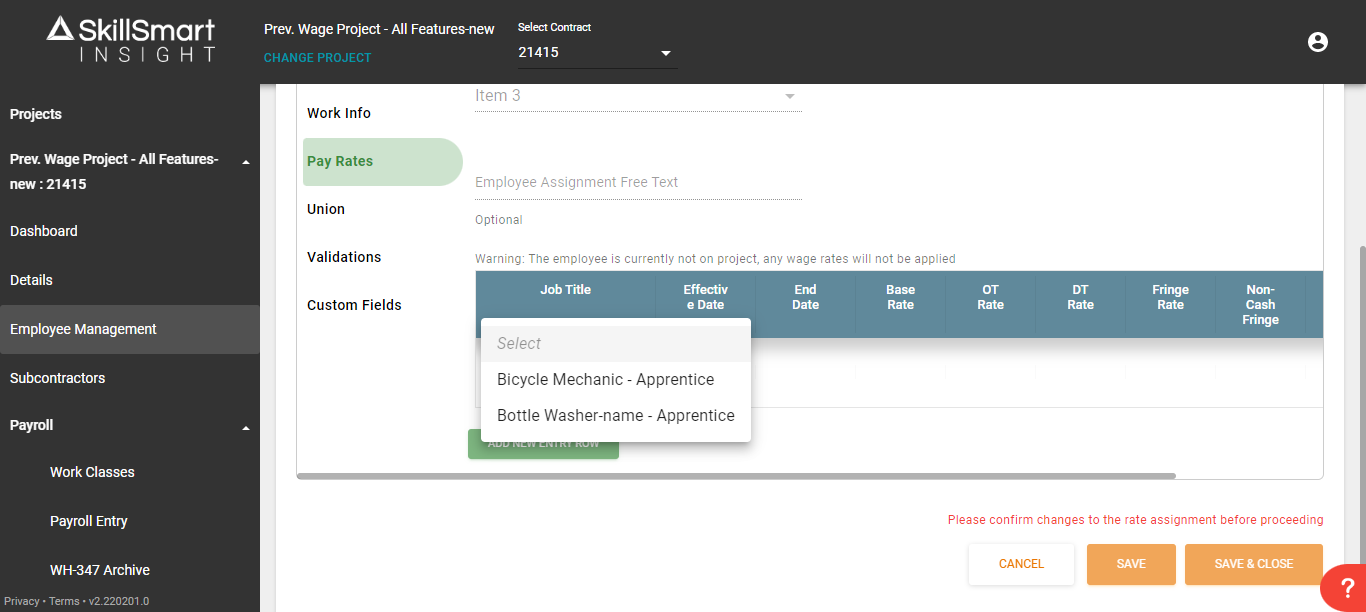 SkillSmart
INSIGHT
Prev. Wage Project - All Features-new
CHANGE PROJECT
Select Contract
21415
Projects
Prev. Wage Project - All Features-
new : 21415
Dashboard
Details
Employee Management
Subcontractors
Payroll
Work Classes
Payroll Entry
WH-347 Archive
Privacy • Terms • v2.220201.0
Work Info
Pay Rates
Union
Validations
Custom Fields
Item 3
Employee Assignment Free Text
Optional
Warning: The employee is currently not on project, any wage rates will not be applied
Job Title
Effectiv
e Date
End
Date
Base
Rate
OT
Rate
DT
Rate
Fringe
Rate
Non-
Cash
Fringe
Select
Bicycle Mechanic - Apprentice
Bottle Washer-name - Apprentice
ADD NEW ENTRY ROW
Please confirm changes to the rate assignment before proceeding
CANCEL
SAVE
SAVE & CLOSE
?